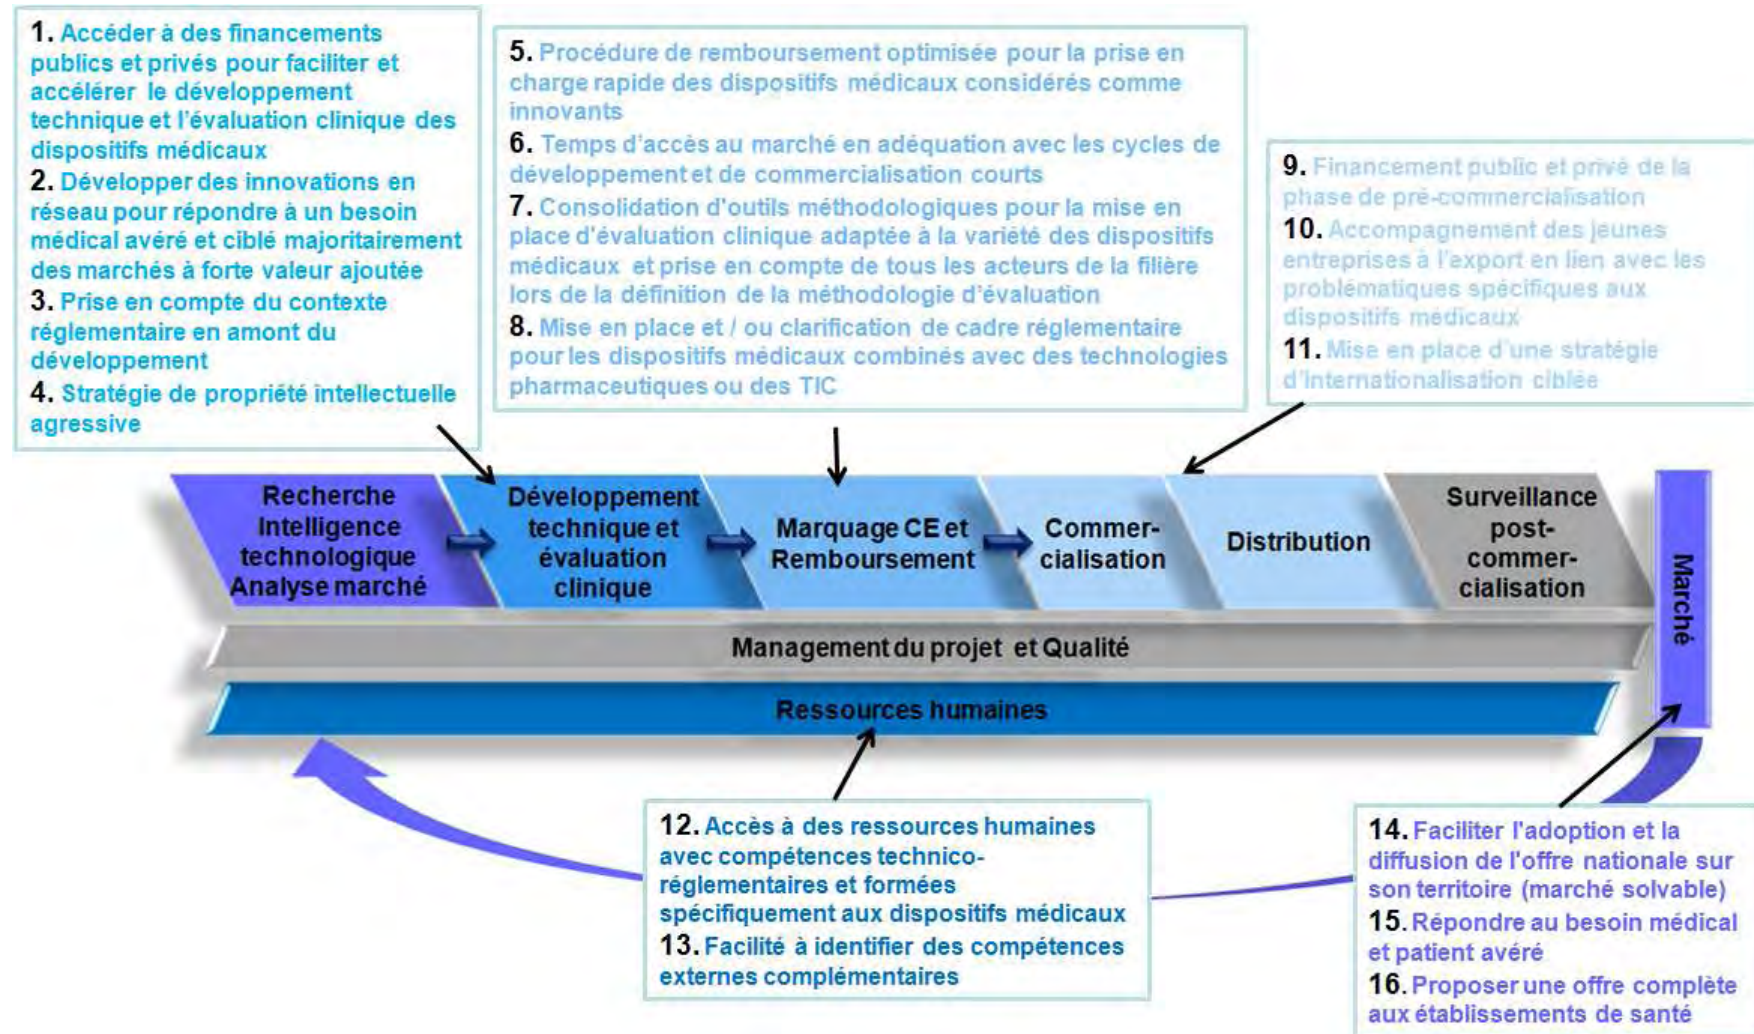 1. Accéder à des financements
publics et privés pour faciliter et
accélérer le développement
technique et l'évaluation clinique des
dispositifs médicaux
2. Développer des innovations en
réseau pour répondre à un besoin
médical avéré et ciblé majoritairement
des marchés à forte valeur ajoutée
3. Prise en compte du contexte
réglementaire en amont du
développement
4. Stratégie de propriété intellectuelle
agressive
5. Procédure de remboursement optimisée pour la prise en
charge rapide des dispositifs médicaux considérés comme
innovants
6. Temps d'accès au marché en adéquation avec les cycles de
développement et de commercialisation courts
7. Consolidation d'outils méthodologiques pour la mise en
place d'évaluation clinique adaptée à la variété des dispositifs
médicaux et prise en compte de tous les acteurs de la filière
lors de la définition de la méthodologie d'évaluation
8. Mise en place et / ou clarification de cadre réglementaire
pour les dispositifs médicaux combinés avec des technologies
pharmaceutiques ou des TIC
9. Financement public et privé de la
phase de pré-commercialisation
10. Accompagnement des jeunes
entreprises à l'export en lien avec les
problématiques spécifiques aux
dispositifs médicaux
11. Mise en place d'une stratégie
d'internationalisation ciblée
Recherche
Intelligence
technologique
Analyse marché
Développement
technique et
évaluation
clinique
Marquage CE et
Remboursement
Commer-
cialisation
Distribution
Surveillance
post-
commer-
cialisation
Marché
Management du projet et Qualité
Ressources humaines
12. Accès à des ressources humaines
avec compétences technico-
réglementaires et formées
spécifiquement aux dispositifs médicaux
13. Facilité à identifier des compétences
externes complémentaires
14. Faciliter l'adoption et la
diffusion de l'offre nationale sur
son territoire (marché solvable)
15. Répondre au besoin médical
et patient avéré
16. Proposer une offre complète
aux établissements de santé